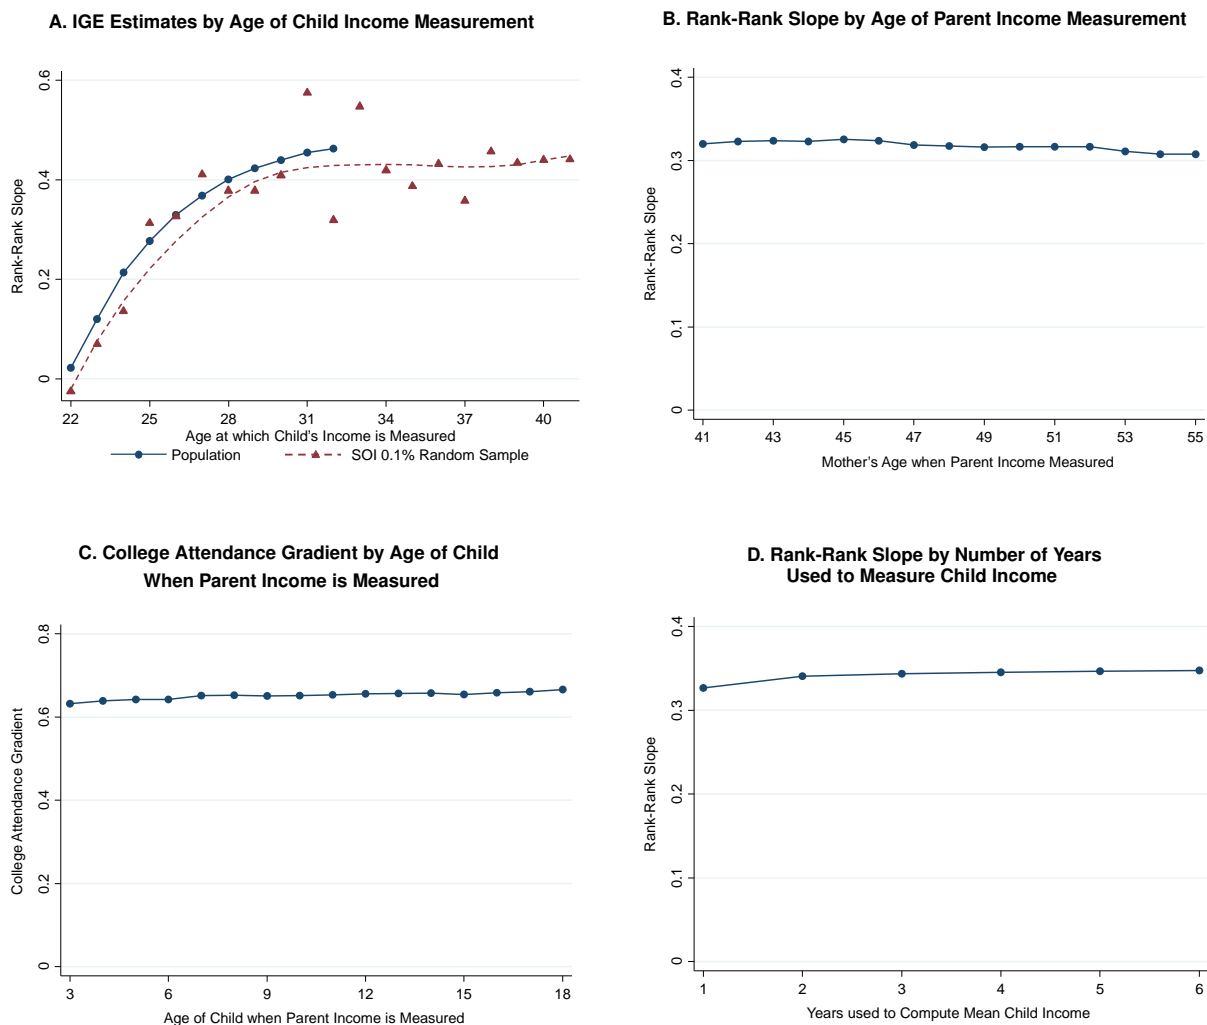 A. IGE Estimates by Age of Child Income Measurement
Rank-Rank Slope
0.6
0.4
0.2
0
22 25 28 31 34 37 40
Age at which Child's Income is Measured
Population SOI 0.1% Random Sample
B. Rank-Rank Slope by Age of Parent Income Measurement
Rank-Rank Slope
0.4
0.3
0.2
0.1
0
41 43 45 47 49 51 53 55
Mother's Age when Parent Income Measured
C. College Attendance Gradient by Age of Child
When Parent Income is Measured
College Attendance Gradient
0.8
0.6
0.4
0.2
0
3 6 9 12 15 18
Age of Child when Parent Income is Measured
D. Rank-Rank Slope by Number of Years
Used to Measure Child Income
Rank-Rank Slope
0.4
0.3
0.2
0.1
0
1 2 3 4 5 6
Years used to Compute Mean Child Income